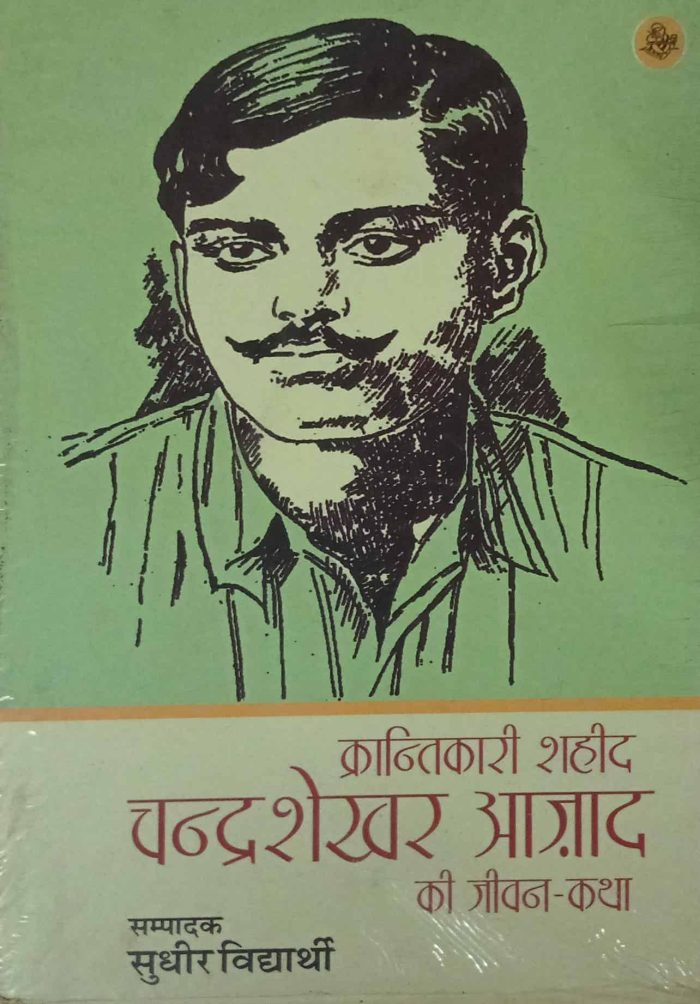 क्रान्तिकारी शहीद
चन्द्रशेखर आज़ाद
की जीवन-कथा
सम्पादक
सुधीर विद्यार्थी